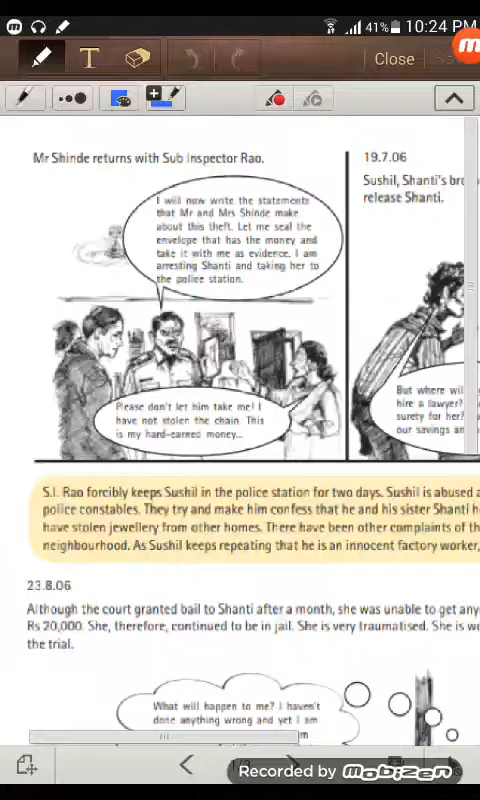 41% 10:24 PM
T
Close
Mr Shinde returns with Sub inspector Rao.
I will now write the statements
that Mr and Mrs Shinde make
about this theft. Let me seal the
envelope that has the money and
take it with me as evidence. I am
arresting Shanti and taking her to
the police station.
Please don't let him take me! I
have not stolen the chain. This
is my hard-earned money...
19.7.06
Sushil, Shanti's bro
release Shanti.
But where wil
hire a lawyer?
surety for her?
our savings an
S.I. Rao forcibly keeps Sushil in the police station for two days. Sushil is abused a
police constables. They try and make him confess that he and his sister Shanti h
have stolen jewellery from other homes. There have been other complaints of th
neighbourhood. As Sushil keeps repeating that he is an innocent factory worker,
23.8.06
Although the court granted bail to Shanti after a month, she was unable to get any
Rs 20,000. She, therefore, continued to be in jail. She is very traumatised. She is wo
the trial.
What will happen to me? I haven't
done anything wrong and yet I am
Recorded by Mobizen